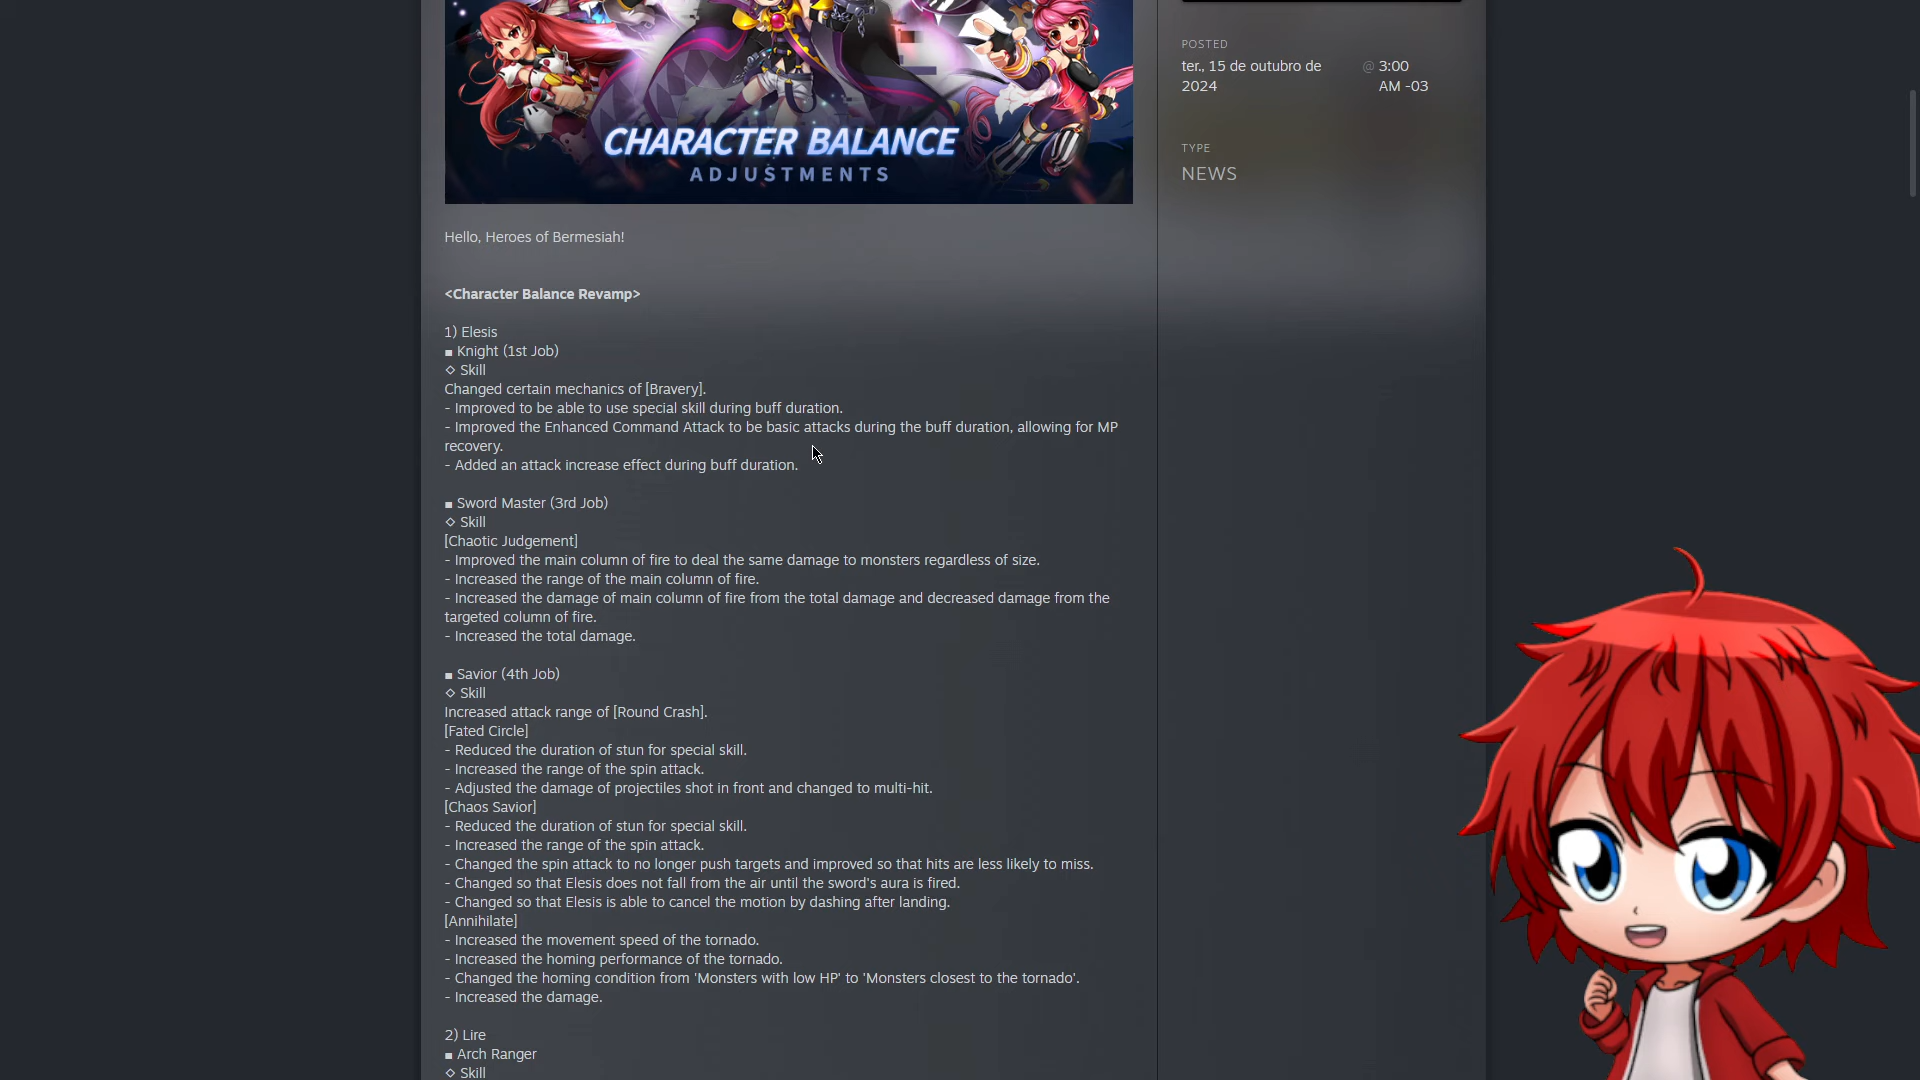 CHARACTER BALANCE
ADJUSTMENTS
POSTED
ter., 15 de outubro de
2024
@ 3:00
AM -03
TYPE
NEWS
Hello, Heroes of Bermesiah!
<Character Balance Revamp>
1) Elesis
■ Knight (1st Job)
◇ Skill
Changed certain mechanics of [Bravery].
- Improved to be able to use special skill during buff duration.
- Improved the Enhanced Command Attack to be basic attacks during the buff duration, allowing for MP
recovery.
- Added an attack increase effect during buff duration.
■ Sword Master (3rd Job)
◇ Skill
[Chaotic Judgement]
- Improved the main column of fire to deal the same damage to monsters regardless of size.
- Increased the range of the main column of fire.
- Increased the damage of main column of fire from the total damage and decreased damage from the
targeted column of fire.
- Increased the total damage.
■ Savior (4th Job)
◇ Skill
Increased attack range of [Round Crash].
[Fated Circle]
- Reduced the duration of stun for special skill.
- Increased the range of the spin attack.
- Adjusted the damage of projectiles shot in front and changed to multi-hit.
[Chaos Savior]
- Reduced the duration of stun for special skill.
- Increased the range of the spin attack.
- Changed the spin attack to no longer push targets and improved so that hits are less likely to miss.
- Changed so that Elesis does not fall from the air until the sword's aura is fired.
- Changed so that Elesis is able to cancel the motion by dashing after landing.
[Annihilate]
- Increased the movement speed of the tornado.
- Increased the homing performance of the tornado.
- Changed the homing condition from 'Monsters with low HP' to 'Monsters closest to the tornado'.
- Increased the damage.
2) Lire
■ Arch Ranger
◇ Skill